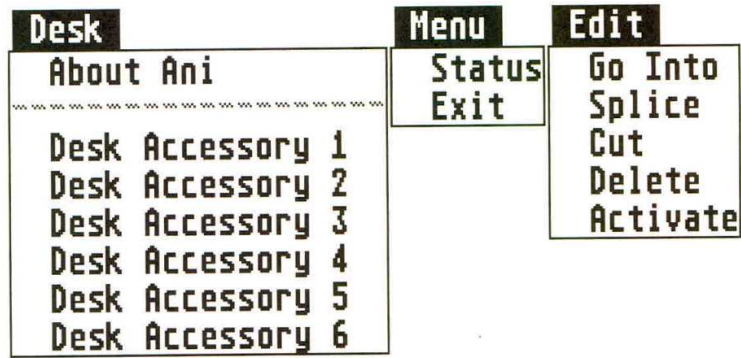 Desk
About Ani
Desk Accessory 1
Desk Accessory 2
Desk Accessory 3
Desk Accessory 4
Desk Accessory 5
Desk Accessory 6
Menu
Status
Exit
Edit
Go Into
Splice
Cut
Delete
Activate